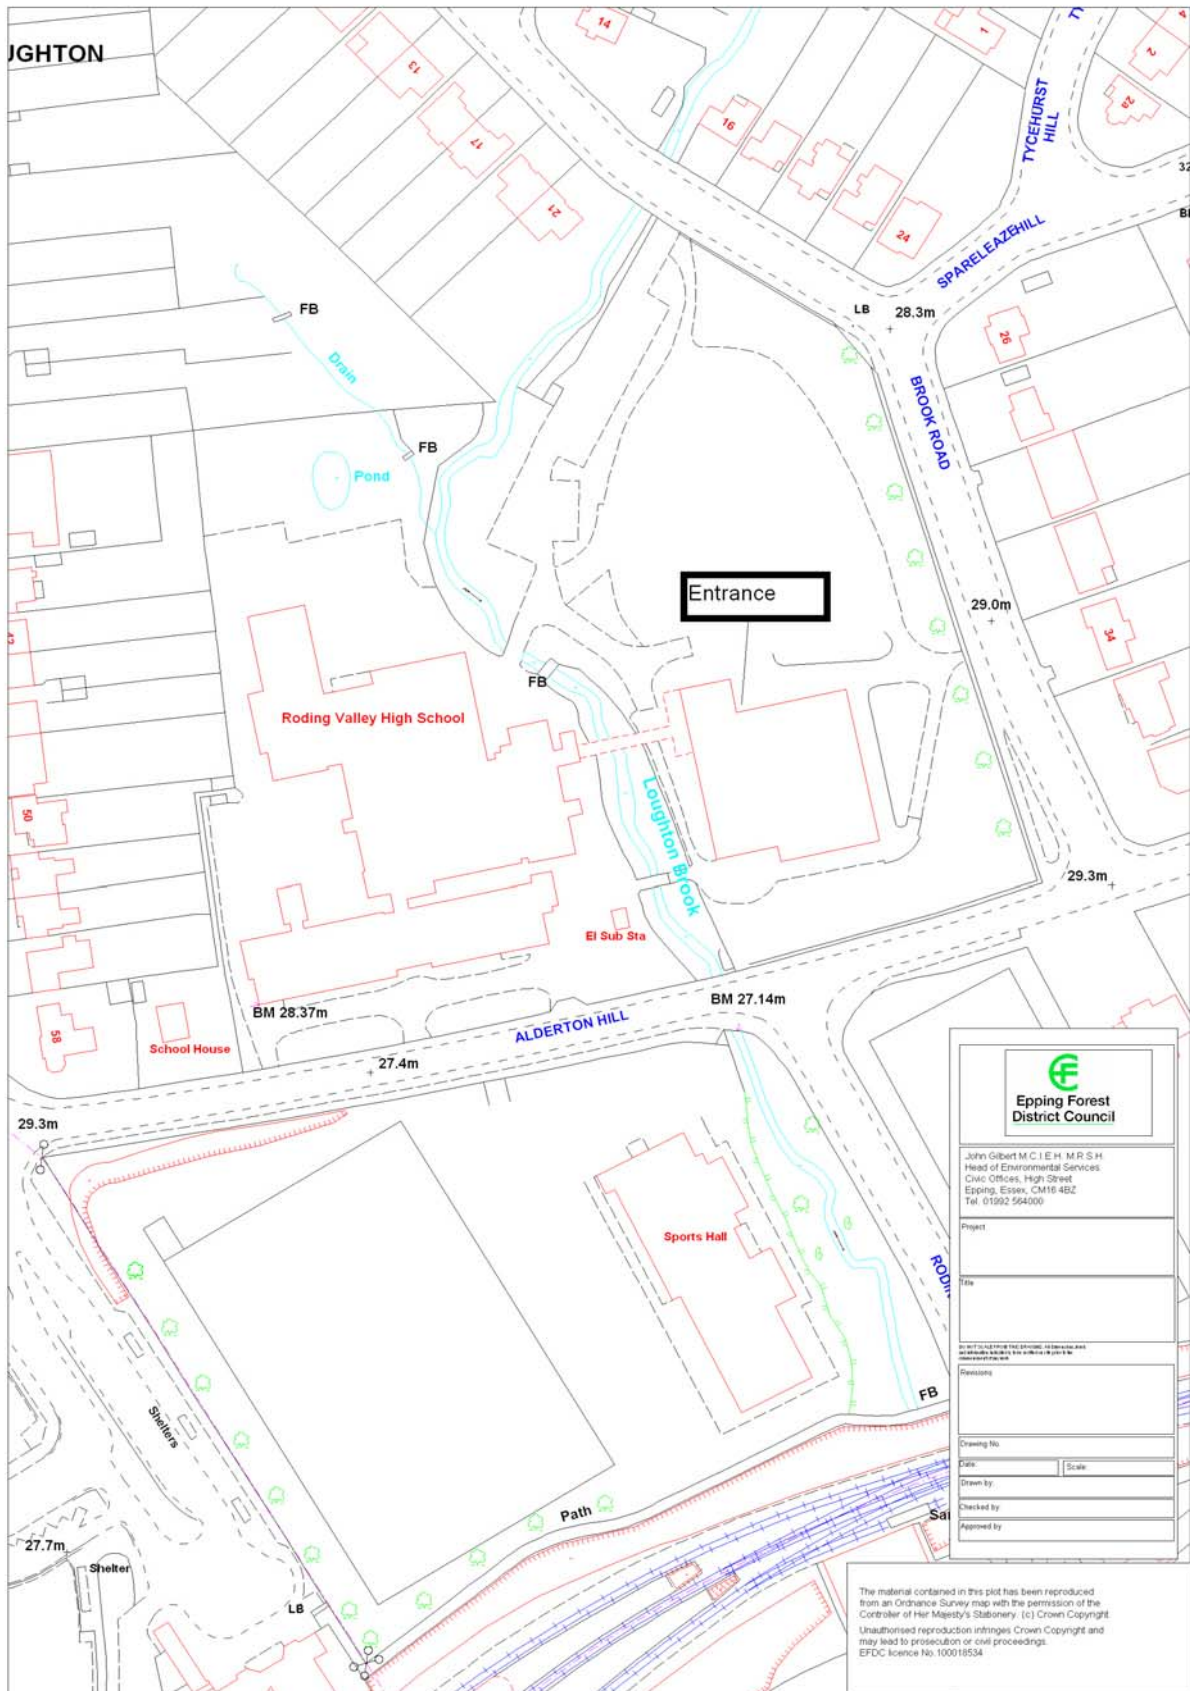 UGHTON
14
13
17
21
16
24
1
2
4
2a
TYCEHURST
HILL
TY
32
SPARELEAZEHILL
LB
28.3m
26
BROOK ROAD
FB
Drain
FB
Pond
Entrance
29.0m
34
FB
Roding Valley High School
Loughton Brook
50
29.3m
El Sub Sta
BM 28.37m
BM 27.14m
ALDERTON HILL
58
School House
27.4m
29.3m
Sports Hall
RODIN
FB
Shelters
Path
27.7m
Shelter
LB
Sa
Epping Forest
District Council
John Gilbert M.C.I.E.H. M.R.S.H.
Head of Environmental Services
Civic Offices, High Street
Epping, Essex, CM16 4BZ
Tel. 01992 564000
Project
Title
Revisions
Drawing No
Date:
Scale:
Drawn by:
Checked by
Approved by
The material contained in this plot has been reproduced
from an Ordnance Survey map with the permission of the
Controller of Her Majesty's Stationery. (c) Crown Copyright
Unauthorised reproduction infringes Crown Copyright and
may lead to prosecution or civil proceedings.
EFDC licence No.100018534